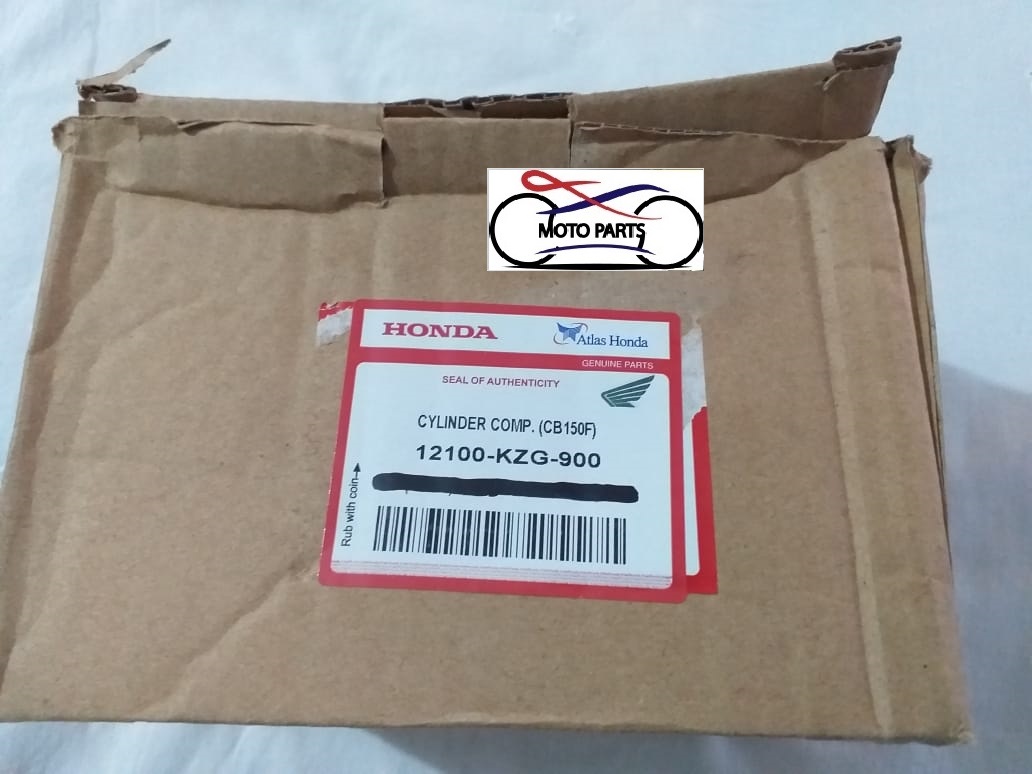 MOTO PARTS
HONDA
Atlas Honda
GENUINE PARTS
SEAL OF AUTHENTICITY
CYLINDER COMP. (CB150F)
12100-KZG-900
Rub with coin→